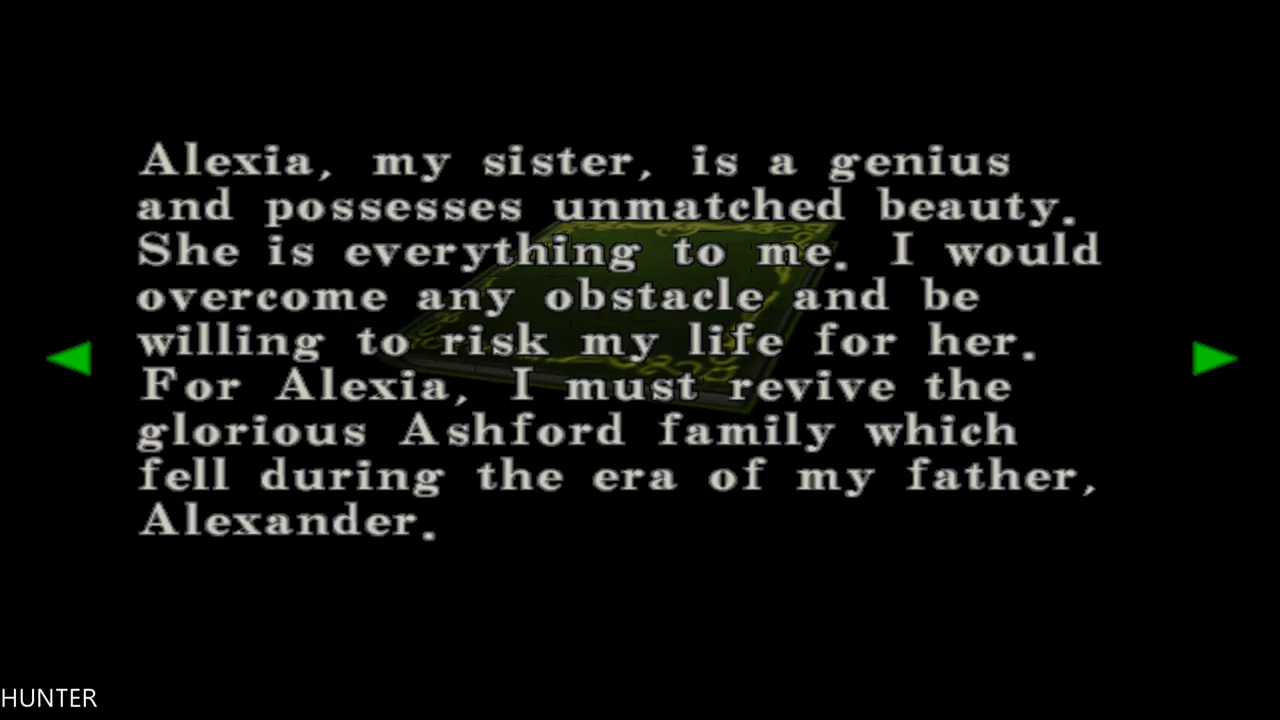 Alexia, my sister, is a genius
and possesses unmatched beauty.
She is everything to me. I would
overcome any obstacle and be
willing to risk my life for her.
For Alexia, I must revive the
glorious Ashford family which
fell during the era of my father,
Alexander.
HUNTER